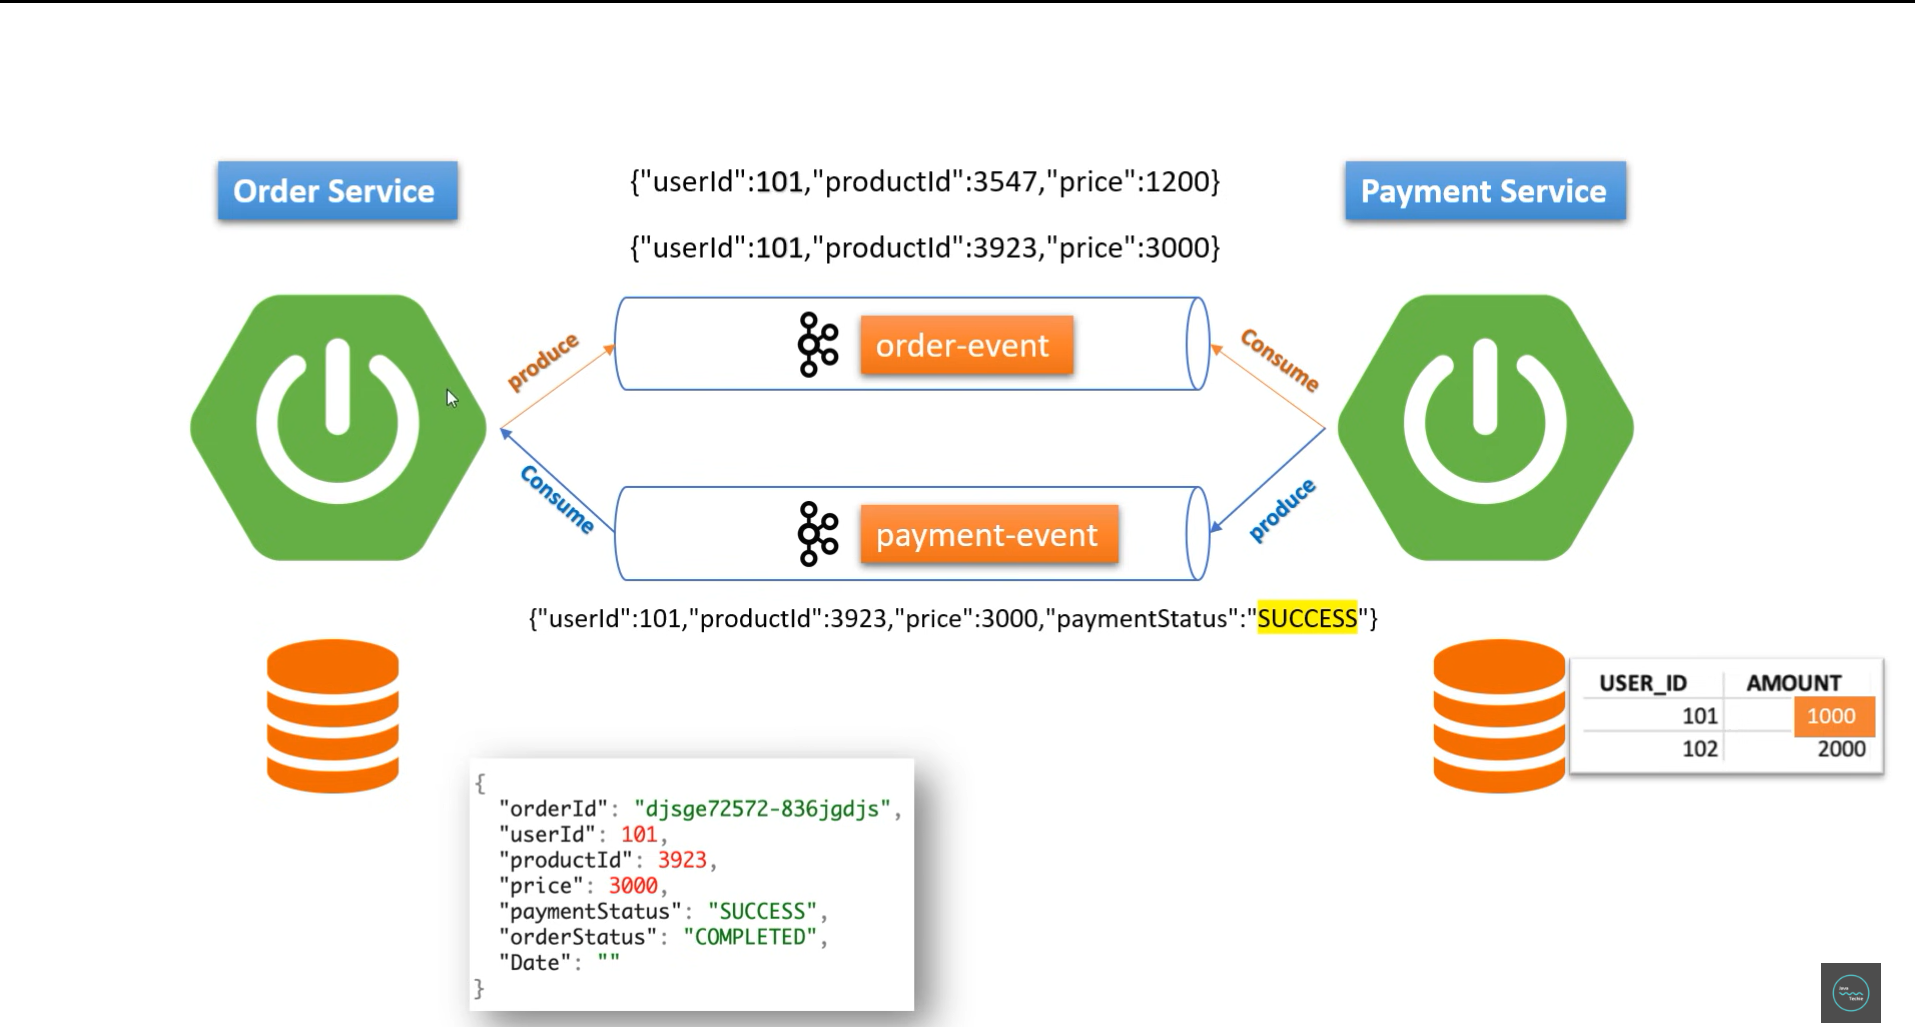 Order Service
{"userId":101,"productId":3547,"price":1200}
Payment Service
{"userId":101,"productId":3923,"price":3000}
produce
order-event
Consume
Consume
payment-event
produce
{"userId":101,"productId":3923,"price":3000,"paymentStatus":"SUCCESS"}
USER_ID AMOUNT
101 1000
102 2000
{
"orderId": "djsge72572-836jgdjs",
"userId": 101,
"productId": 3923,
"price": 3000,
"paymentStatus": "SUCCESS",
"orderStatus": "COMPLETED",
"Date": ""
}
Java
Techie